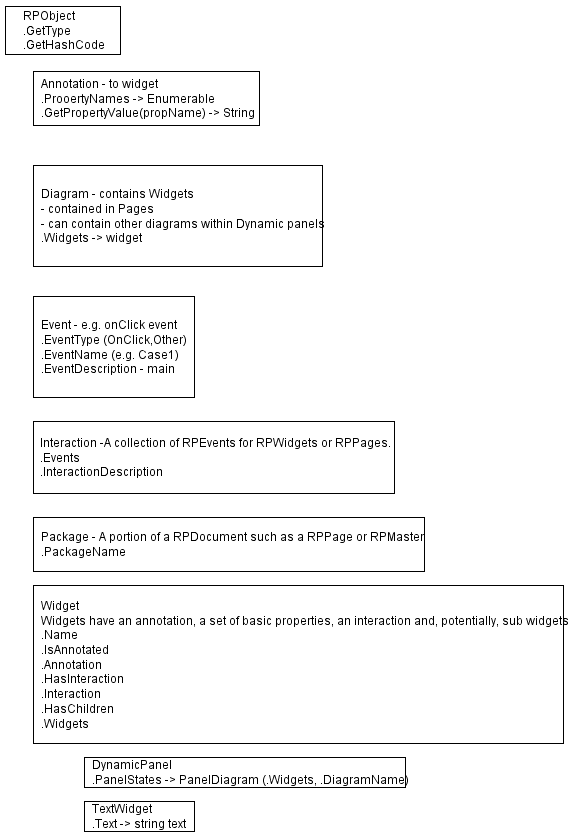 RPObject
.GetType
.GetHashCode
Annotation - to widget
.ProoertyNames -> Enumerable
.GetPropertyValue(propName) -> String
Diagram - contains Widgets
- contained in Pages
- can contain other diagrams within Dynamic panels
.Widgets -> widget
Event - e.g. onClick event
.EventType (OnClick,Other)
.EventName (e.g. Case1)
.EventDescription - main
Interaction -A collection of RPEvents for RPWidgets or RPPages.
.Events
.InteractionDescription
Package - A portion of a RPDocument such as a RPPage or RPMaster
.PackageName
Widget
Widgets have an annotation, a set of basic properties, an interaction and, potentially, sub widgets
.Name
.IsAnnotated
.Annotation
.HasInteraction
.Interaction
.HasChildren
.Widgets
DynamicPanel
.PanelStates -> PanelDiagram (.Widgets, .DiagramName)
TextWidget
.Text -> string text